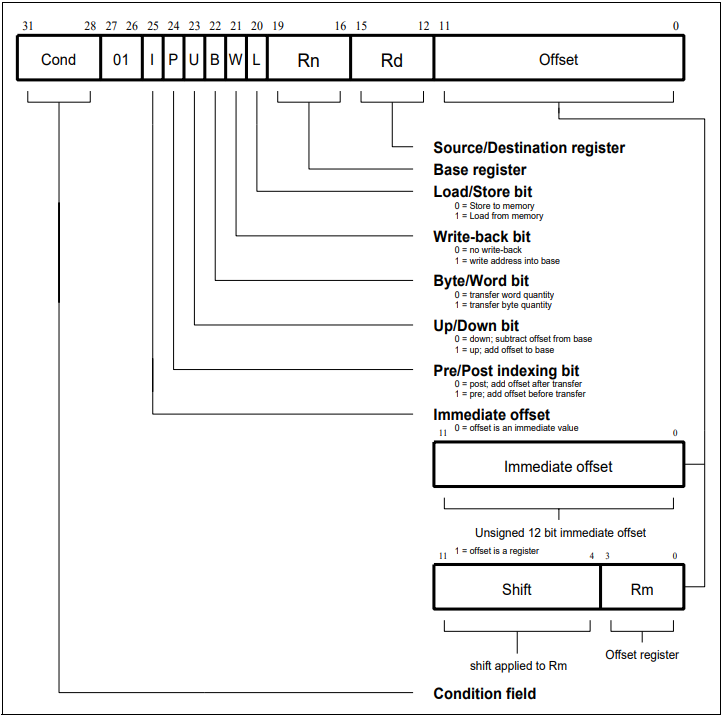 31 28 27 26 25 24 23 22 21 20 19 16 15 12 11 0
Cond 01 I P U B W L Rn Rd Offset
Source/Destination register
Base register
Load/Store bit
0 = Store to memory
1 = Load from memory
Write-back bit
0 = no write-back
1 = write address into base
Byte/Word bit
0 = transfer word quantity
1 = transfer byte quantity
Up/Down bit
0 = down; subtract offset from base
1 = up; add offset to base
Pre/Post indexing bit
0 = post; add offset after transfer
1 = pre; add offset before transfer
Immediate offset
11 0 = offset is an immediate value 0
Immediate offset
Unsigned 12 bit immediate offset
11 1 = offset is a register 4 3 0
Shift Rm
shift applied to Rm Offset register
Condition field